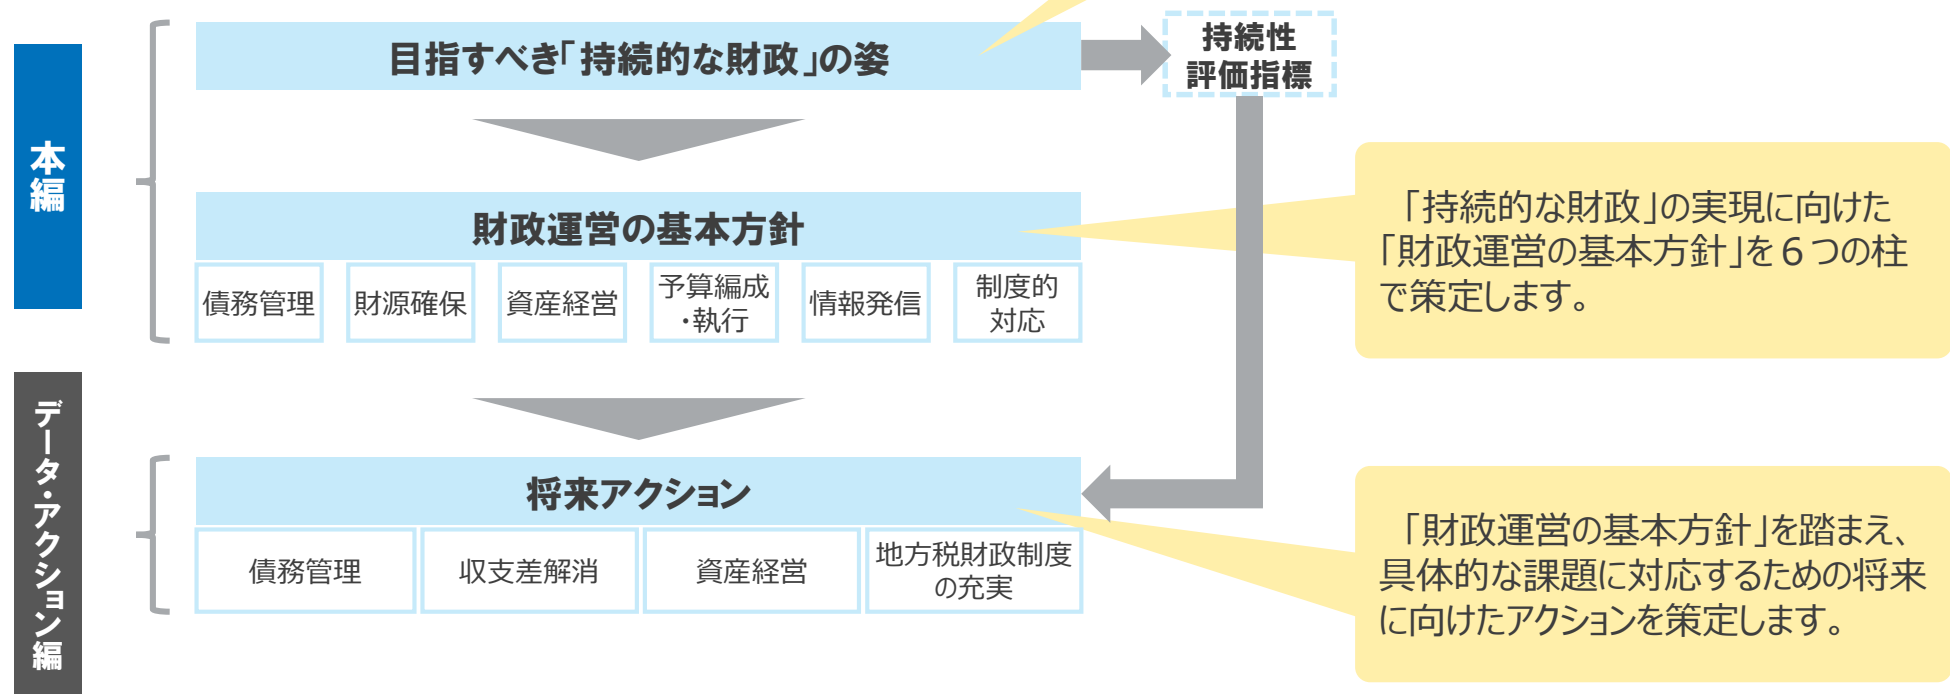 本編
目指すべき「持続的な財政」の姿
持続性
評価指標
財政運営の基本方針
債務管理
財源確保
資産経営
予算編成
・執行
情報発信
制度的
対応
「持続的な財政」の実現に向けた
「財政運営の基本方針」を６つの柱
で策定します。
データ・アクション編
将来アクション
債務管理
収支差解消
資産経営
地方税財政制度
の充実
「財政運営の基本方針」を踏まえ、
具体的な課題に対応するための将来
に向けたアクションを策定します。